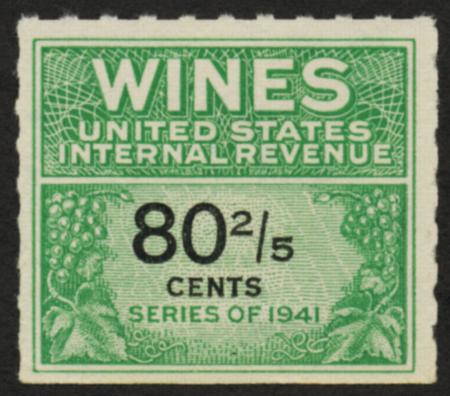 WINES
UNITED STATES
INTERNAL REVENUE
80 2/5
CENTS
SERIES OF 1941